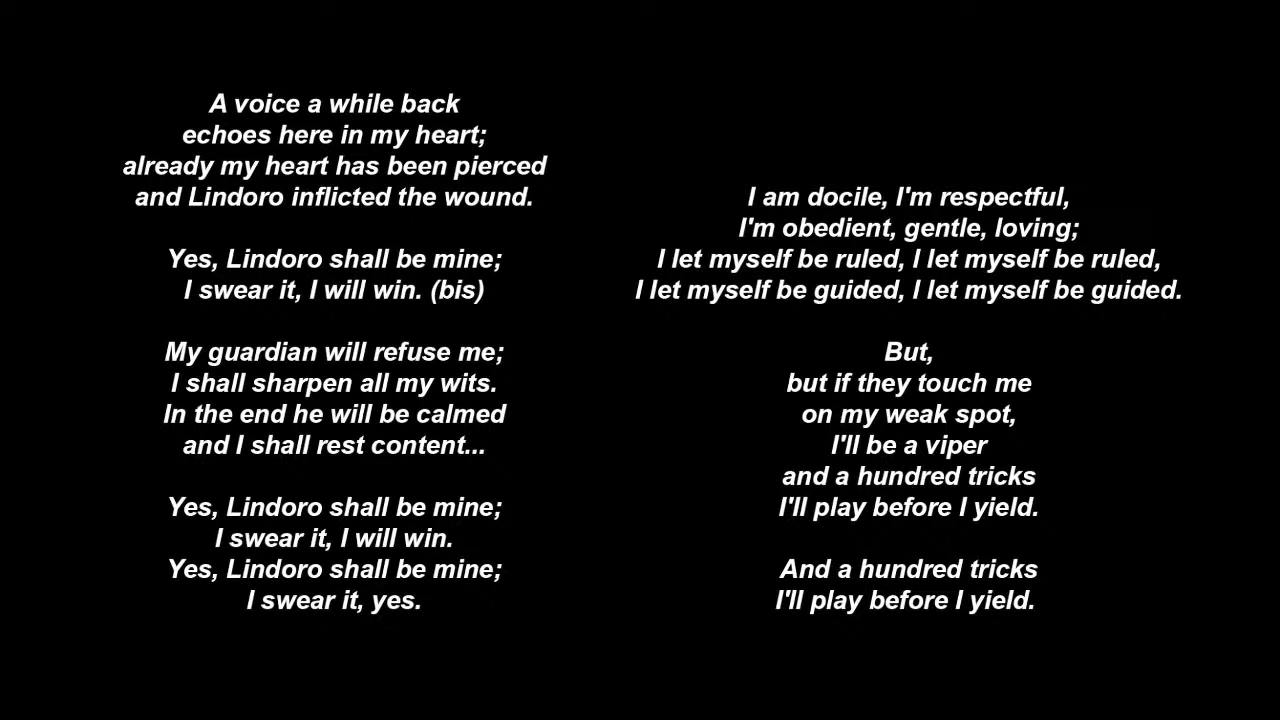 A voice a while back
echoes here in my heart;
already my heart has been pierced
and Lindoro inflicted the wound.
Yes, Lindoro shall be mine;
I swear it, I will win. (bis)
My guardian will refuse me;
I shall sharpen all my wits.
In the end he will be calmed
and I shall rest content...
Yes, Lindoro shall be mine;
I swear it, I will win.
Yes, Lindoro shall be mine;
I swear it, yes.
I am docile, I'm respectful,
I'm obedient, gentle, loving;
I let myself be ruled, I let myself be ruled,
I let myself be guided, I let myself be guided.
But,
but if they touch me
on my weak spot,
I'll be a viper
and a hundred tricks
I'll play before I yield.
And a hundred tricks
I'll play before I yield.